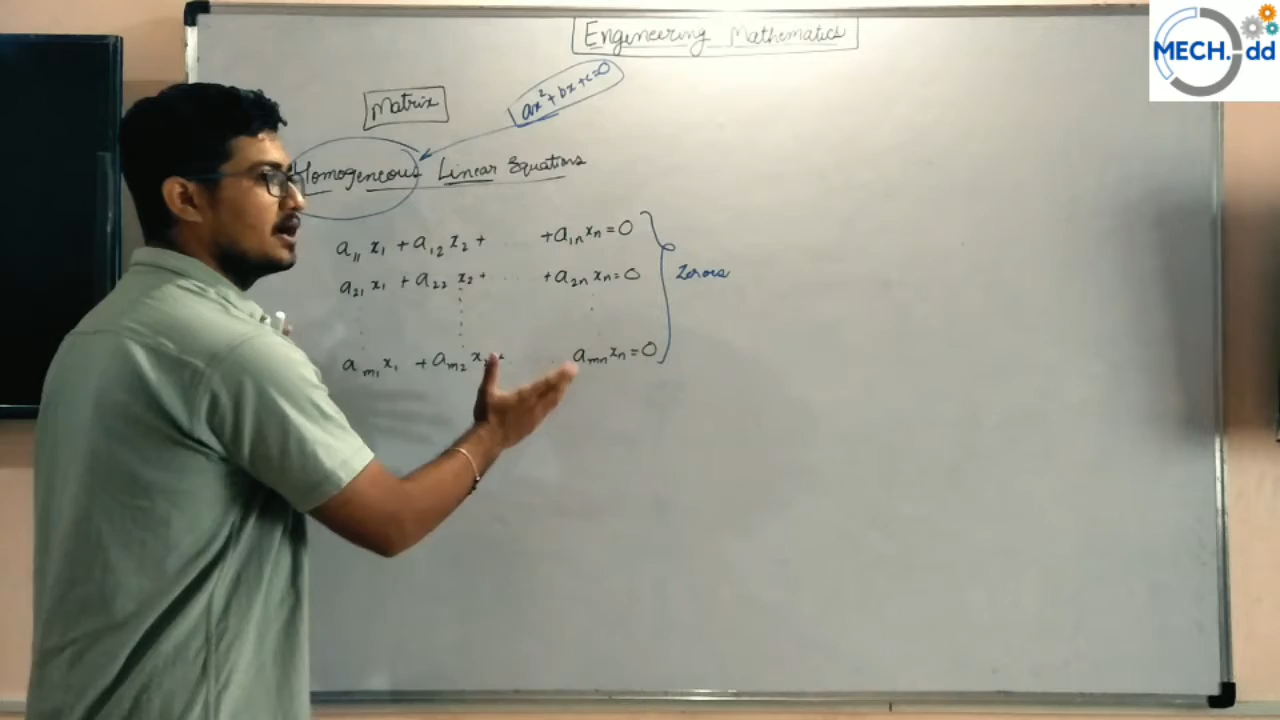 Engineering Mathematics
MECH. dd
Matrix
ax²+bx+c=0
Homogeneous Linear Equations
a₁₁ x₁ + a₁₂ x₂ + ... + a₁ₙ xₙ = 0
a₂₁ x₁ + a₂₂ x₂ + ... + a₂ₙ xₙ = 0
Zeroes
aₘ₁ x₁ + aₘ₂ x₂ + ... aₘₙ xₙ = 0